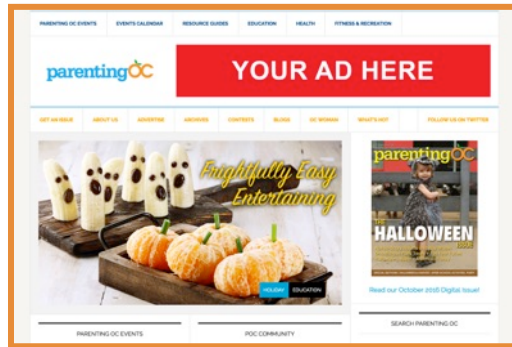 PARENTING OC EVENTS EVENTS CALENDAR RESOURCE GUIDES EDUCATION HEALTH FITNESS & RECREATION
parentingOC
YOUR AD HERE
GET AN ISSUE ABOUT US ADVERTISE ARCHIVES CONTESTS BLOGS OC WOMAN WHAT'S HOT FOLLOW US ON TWITTER
Frightfully Easy
Entertaining
HOLIDAY EDUCATION
parentingOC
THE
HALLOWEEN
Read our October 2016 Digital Issue!
PARENTING OC EVENTS POC COMMUNITY
SEARCH PARENTING OC